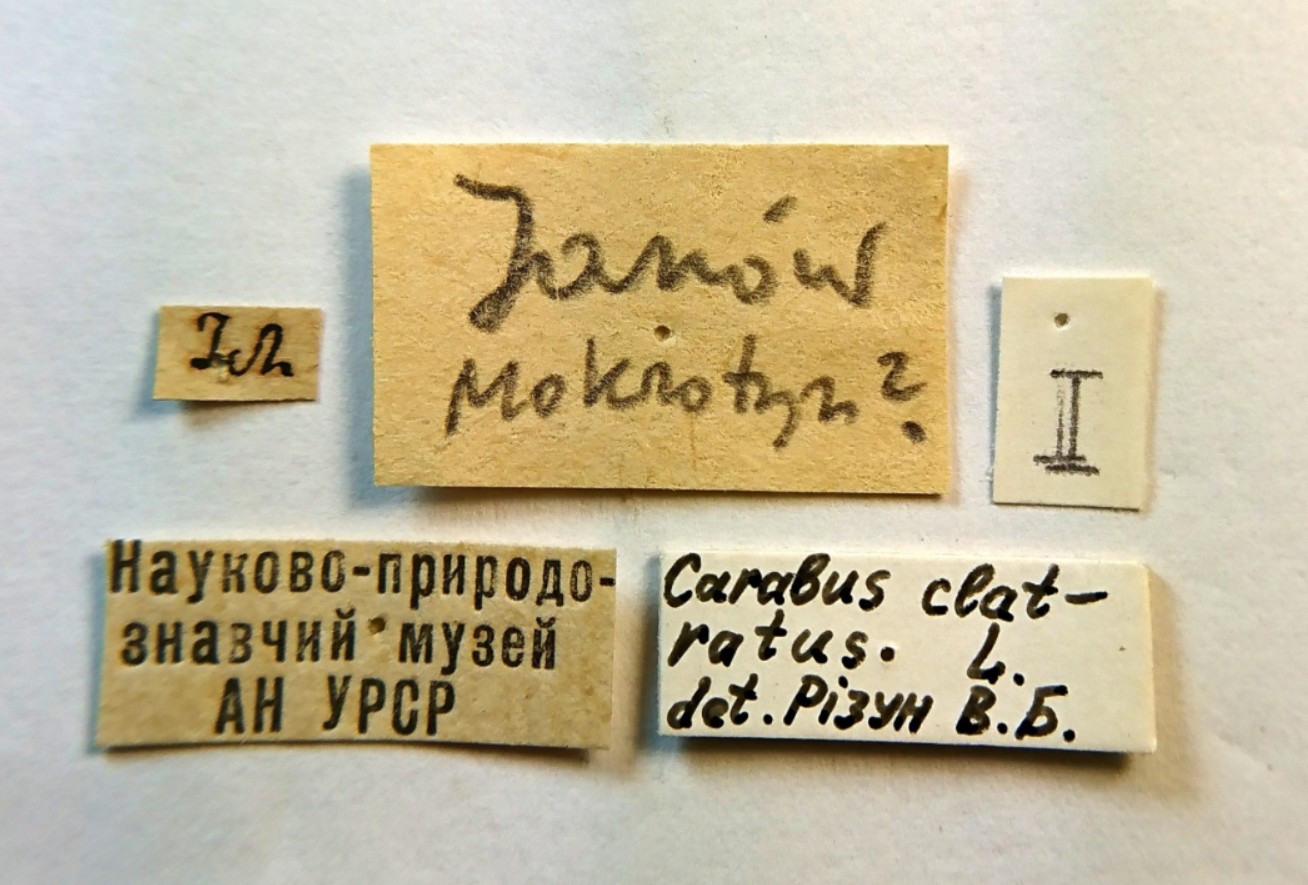 Janów
Mokrotyn?
I
Науково-природо-
знавчий музей
АН УРСР
Carabus clat-
ratus. L.
det. Різун В.Б.